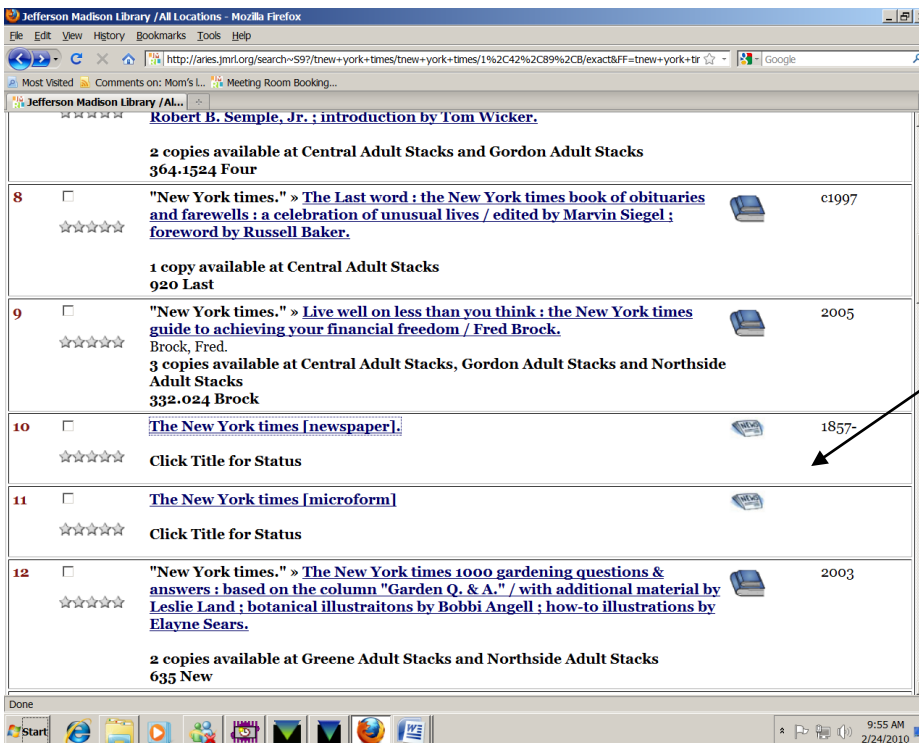 Jefferson Madison Library /All Locations - Mozilla Firefox
File Edit View History Bookmarks Tools Help
http://aries.jmrl.org/search~S9?/tnew+york+times/tnew+york+times/1%2C42%2C89%2CB/exact&FF=tnew+york+tir
Google
Most Visited Comments on: Mom's l... Meeting Room Booking...
Jefferson Madison Library /Al...
Robert B. Semple, Jr. ; introduction by Tom Wicker.
2 copies available at Central Adult Stacks and Gordon Adult Stacks
364.1524 Four
8 "New York times." » The Last word : the New York times book of obituaries c1997
and farewells : a celebration of unusual lives / edited by Marvin Siegel ;
foreword by Russell Baker.
1 copy available at Central Adult Stacks
920 Last
9 "New York times." » Live well on less than you think : the New York times 2005
guide to achieving your financial freedom / Fred Brock.
Brock, Fred.
3 copies available at Central Adult Stacks, Gordon Adult Stacks and Northside
Adult Stacks
332.024 Brock
10 The New York times [newspaper]. NEWS 1857-
Click Title for Status
11 The New York times [microform] NEWS
Click Title for Status
12 "New York times." » The New York times 1000 gardening questions & 2003
answers : based on the column "Garden Q. & A." / with additional material by
Leslie Land ; botanical illustraitons by Bobbi Angell ; how-to illustrations by
Elayne Sears.
2 copies available at Greene Adult Stacks and Northside Adult Stacks
635 New
Done
Start
9:55 AM
2/24/2010